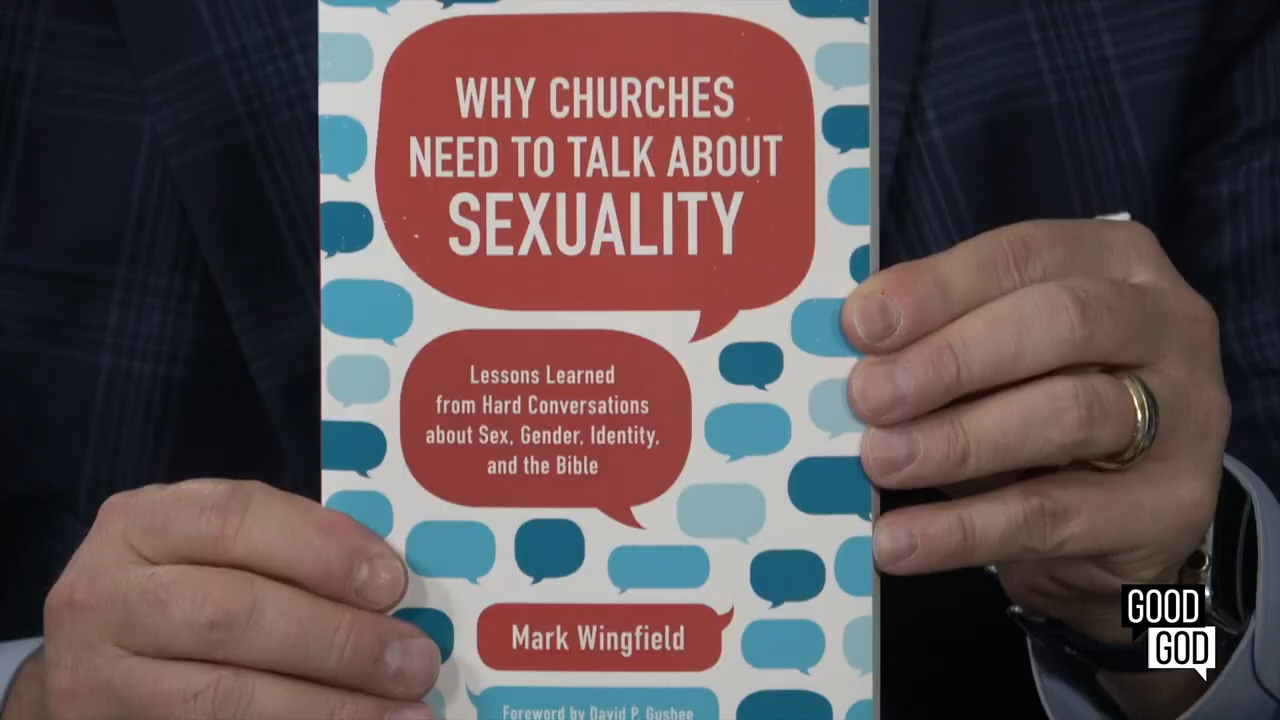 WHY CHURCHES
NEED TO TALK ABOUT
SEXUALITY
Lessons Learned
from Hard Conversations
about Sex, Gender, Identity,
and the Bible
Mark Wingfield
Foreword by David P. Gushee
GOOD
GOD